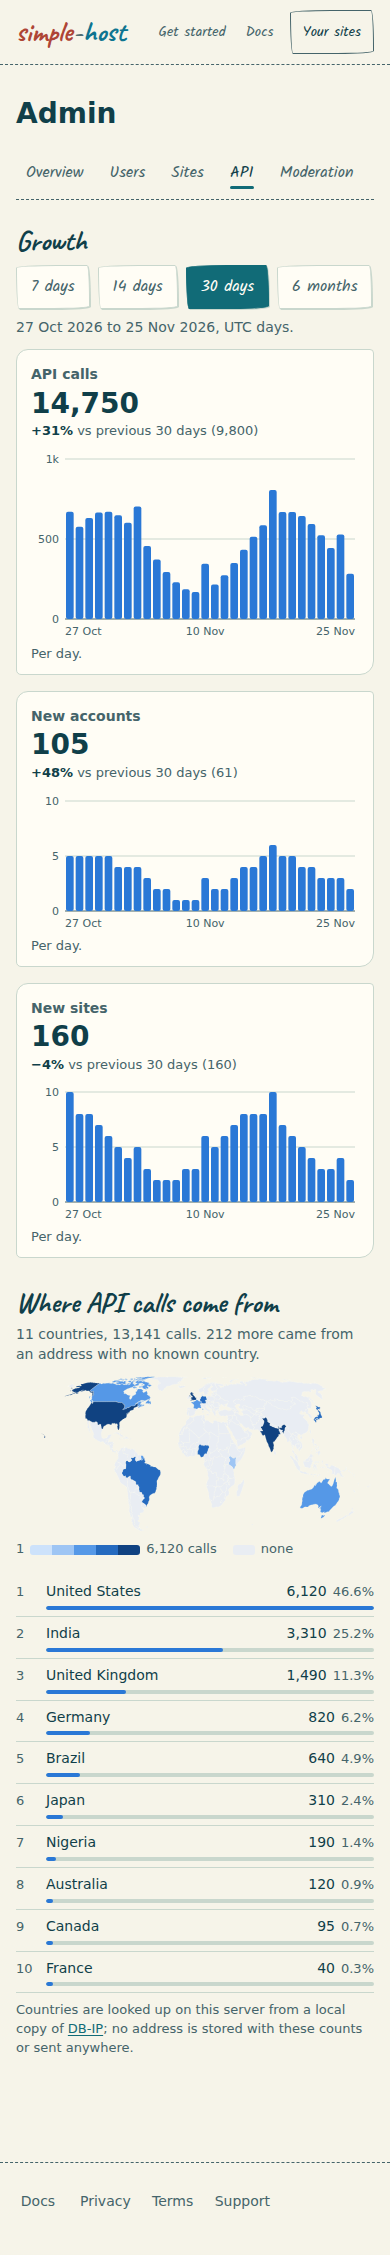 simple-host
Get started
Docs
Your sites
Admin
Overview
Users
Sites
API
Moderation
Growth
7 days
14 days
30 days
6 months
27 Oct 2026 to 25 Nov 2026, UTC days.
API calls
14,750
+31% vs previous 30 days (9,800)
1k
500
0
27 Oct
10 Nov
25 Nov
Per day.
New accounts
105
+48% vs previous 30 days (61)
10
5
0
27 Oct
10 Nov
25 Nov
Per day.
New sites
160
−4% vs previous 30 days (160)
10
5
0
27 Oct
10 Nov
25 Nov
Per day.
Where API calls come from
11 countries, 13,141 calls. 212 more came from
an address with no known country.
1
6,120 calls
none
1 United States 6,120 46.6%
2 India 3,310 25.2%
3 United Kingdom 1,490 11.3%
4 Germany 820 6.2%
5 Brazil 640 4.9%
6 Japan 310 2.4%
7 Nigeria 190 1.4%
8 Australia 120 0.9%
9 Canada 95 0.7%
10 France 40 0.3%
Countries are looked up on this server from a local
copy of DB-IP; no address is stored with these counts
or sent anywhere.
Docs
Privacy
Terms
Support